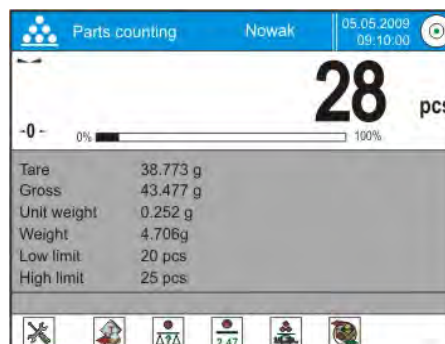 Parts counting Nowak 05.05.2009
09:10:00
28 pcs
-0-
0% 100%
Tare 38.773 g
Gross 43.477 g
Unit weight 0.252 g
Weight 4.706g
Low limit 20 pcs
High limit 25 pcs